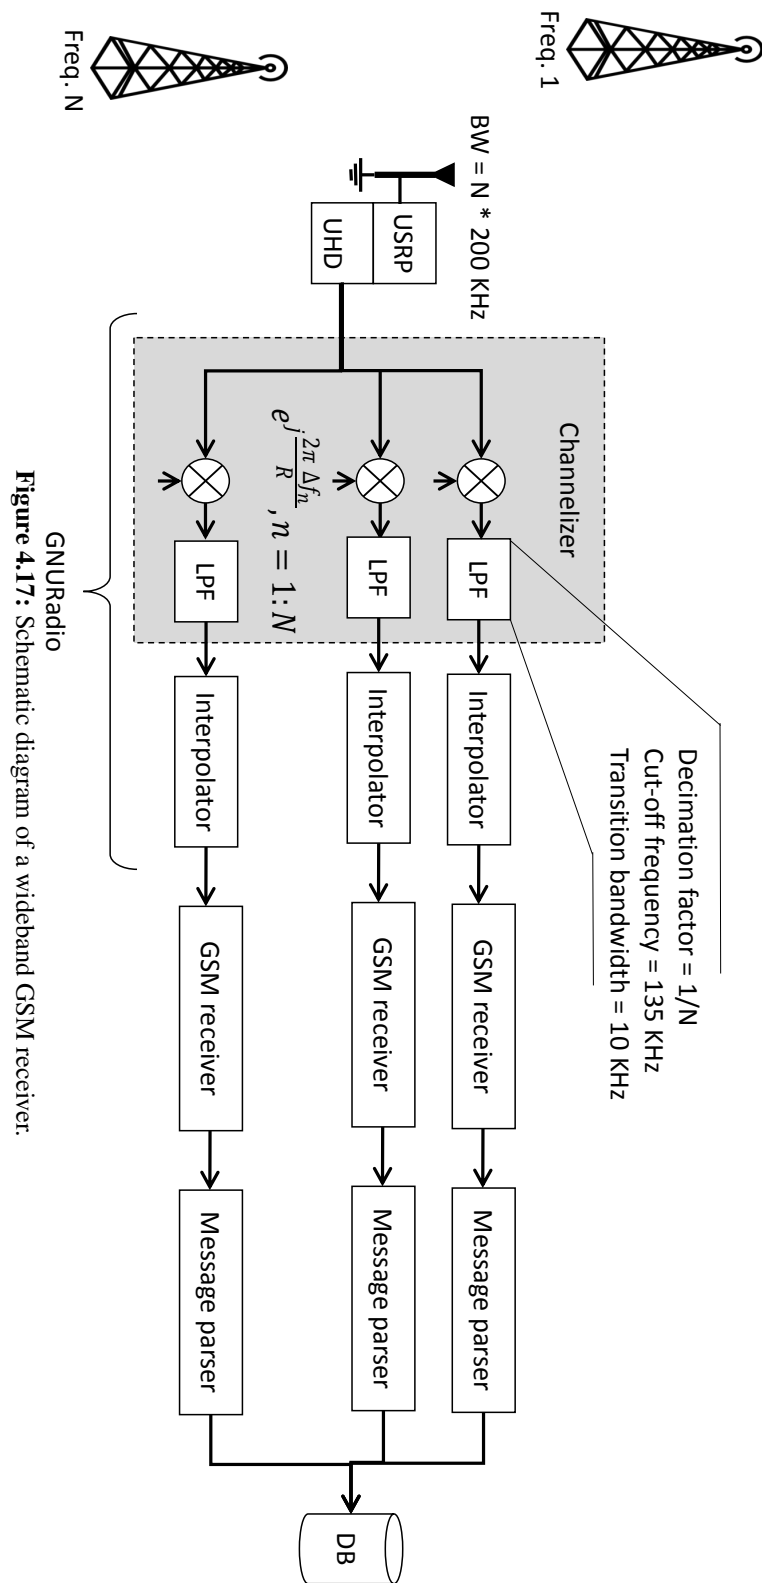 Freq. 1
Freq. N
BW = N * 200 KHz
USRP
UHD
Channelizer
Decimation factor = 1/N
Cut-off frequency = 135 KHz
Transition bandwidth = 10 KHz
LPF
Interpolator
GSM receiver
Message parser
LPF
Interpolator
GSM receiver
Message parser
e^{j \frac{2π Δf_n}{R}}, n = 1:N
LPF
Interpolator
GSM receiver
Message parser
DB
GNURadio
Figure 4.17: Schematic diagram of a wideband GSM receiver.